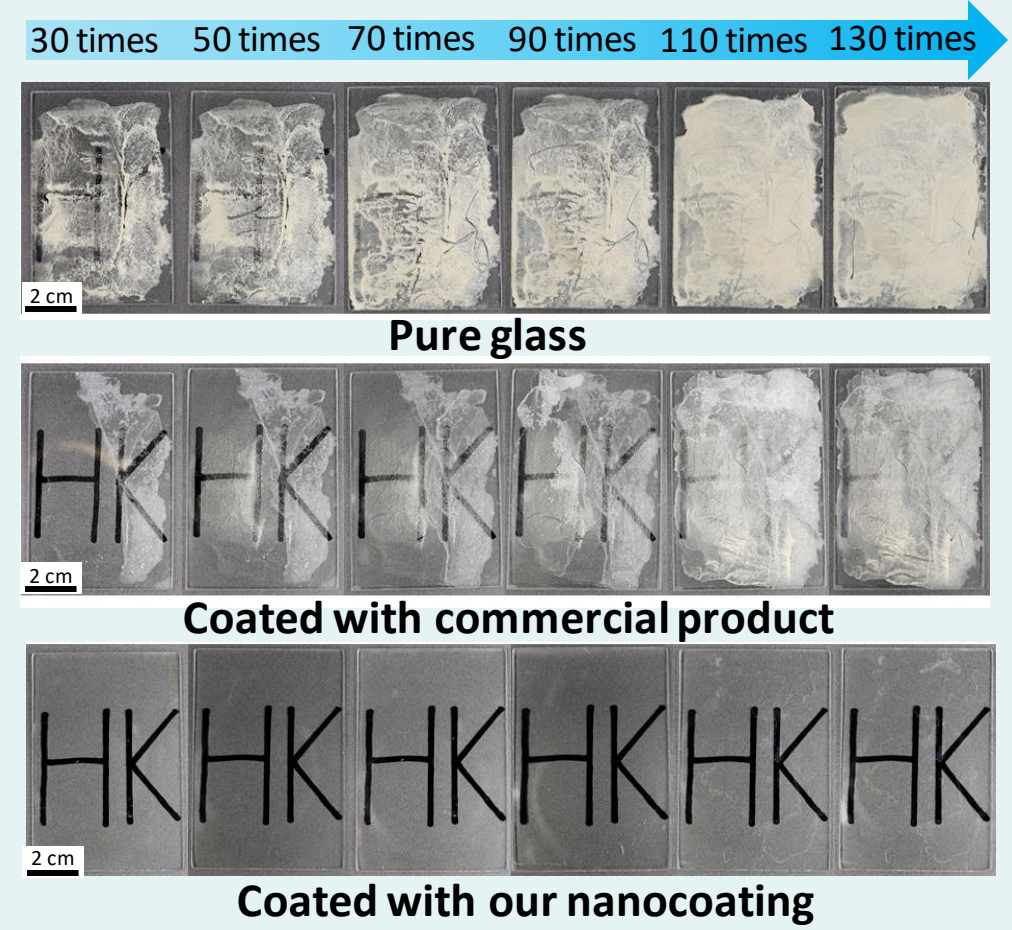 30 times 50 times 70 times 90 times 110 times 130 times
2 cm
Pure glass
HK HK HK HK HK HK
2 cm
Coated with commercial product
HK HK HK HK HK HK
2 cm
Coated with our nanocoating